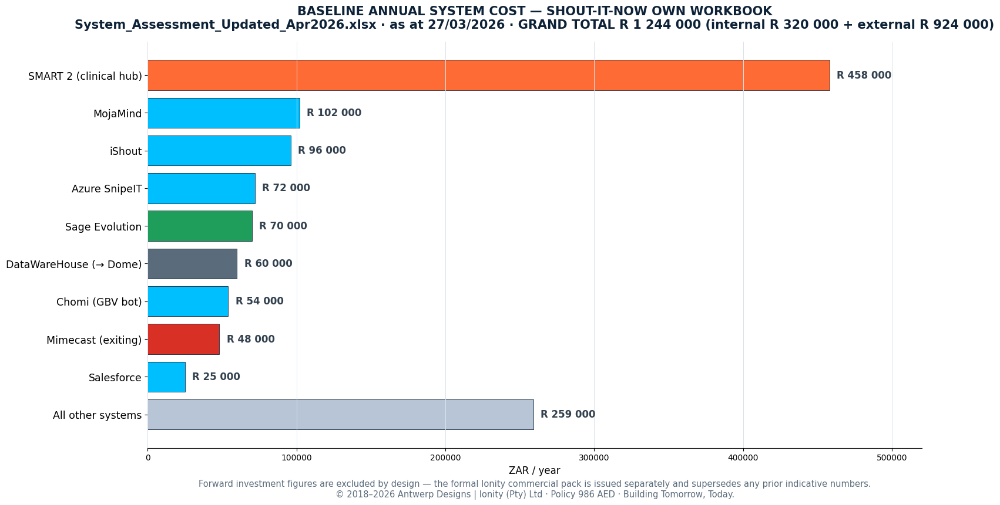 BASELINE ANNUAL SYSTEM COST — SHOUT-IT-NOW OWN WORKBOOK
System_Assessment_Updated_Apr2026.xlsx · as at 27/03/2026 · GRAND TOTAL R 1 244 000 (internal R 320 000 + external R 924 000)
SMART 2 (clinical hub) R 458 000
MojaMind R 102 000
iShout R 96 000
Azure SnipeIT R 72 000
Sage Evolution R 70 000
DataWareHouse (→ Dome) R 60 000
Chomi (GBV bot) R 54 000
Mimecast (exiting) R 48 000
Salesforce R 25 000
All other systems R 259 000
0 100000 200000 300000 400000 500000
ZAR / year
Forward investment figures are excluded by design — the formal Ionity commercial pack is issued separately and supersedes any prior indicative numbers.
© 2018–2026 Antwerp Designs | Ionity (Pty) Ltd · Policy 986 AED · Building Tomorrow, Today.